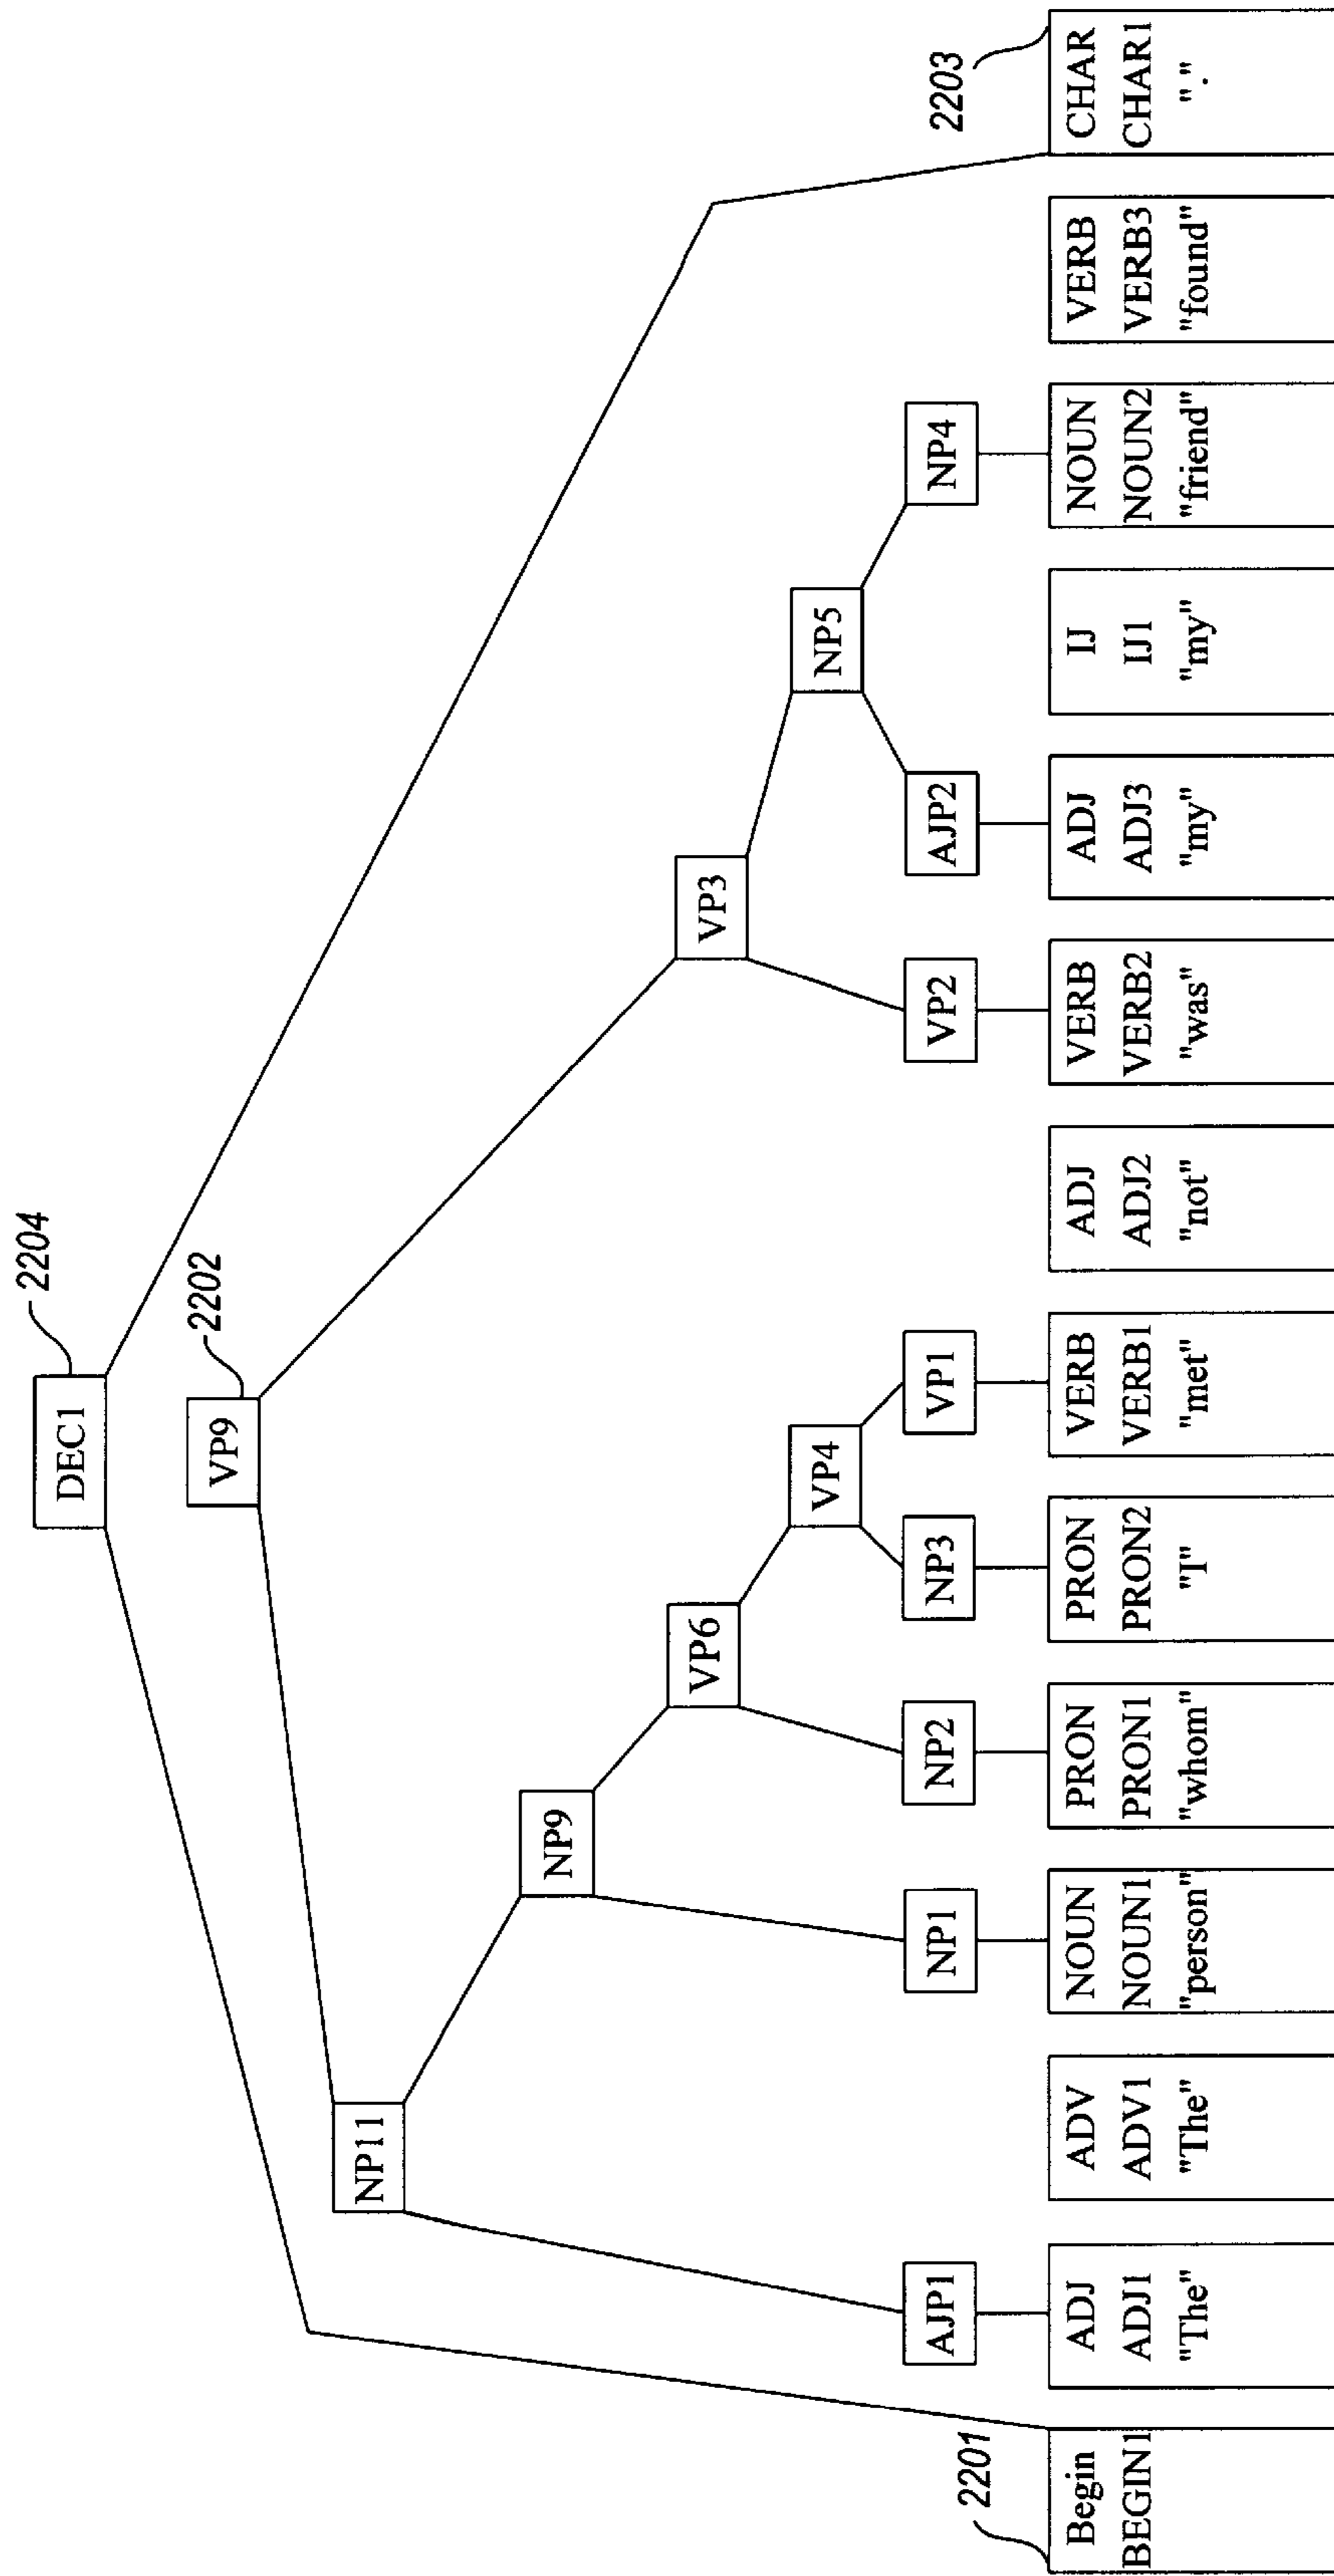 DEC1
2204
VP9
2202
NP11
NP9
VP6
VP3
VP4
NP5
AJP1
NP1
NP2
NP3
VP1
VP2
AJP2
NP4
2201
2203
Begin
BEGIN1
ADJ
ADJ1
"The"
ADV
ADV1
"The"
NOUN
NOUN1
"person"
PRON
PRON1
"whom"
PRON
PRON2
"I"
VERB
VERB1
"met"
ADJ
ADJ2
"not"
VERB
VERB2
"was"
ADJ
ADJ3
"my"
IJ
IJ1
"my"
NOUN
NOUN2
"friend"
VERB
VERB3
"found"
CHAR
CHAR1
"."